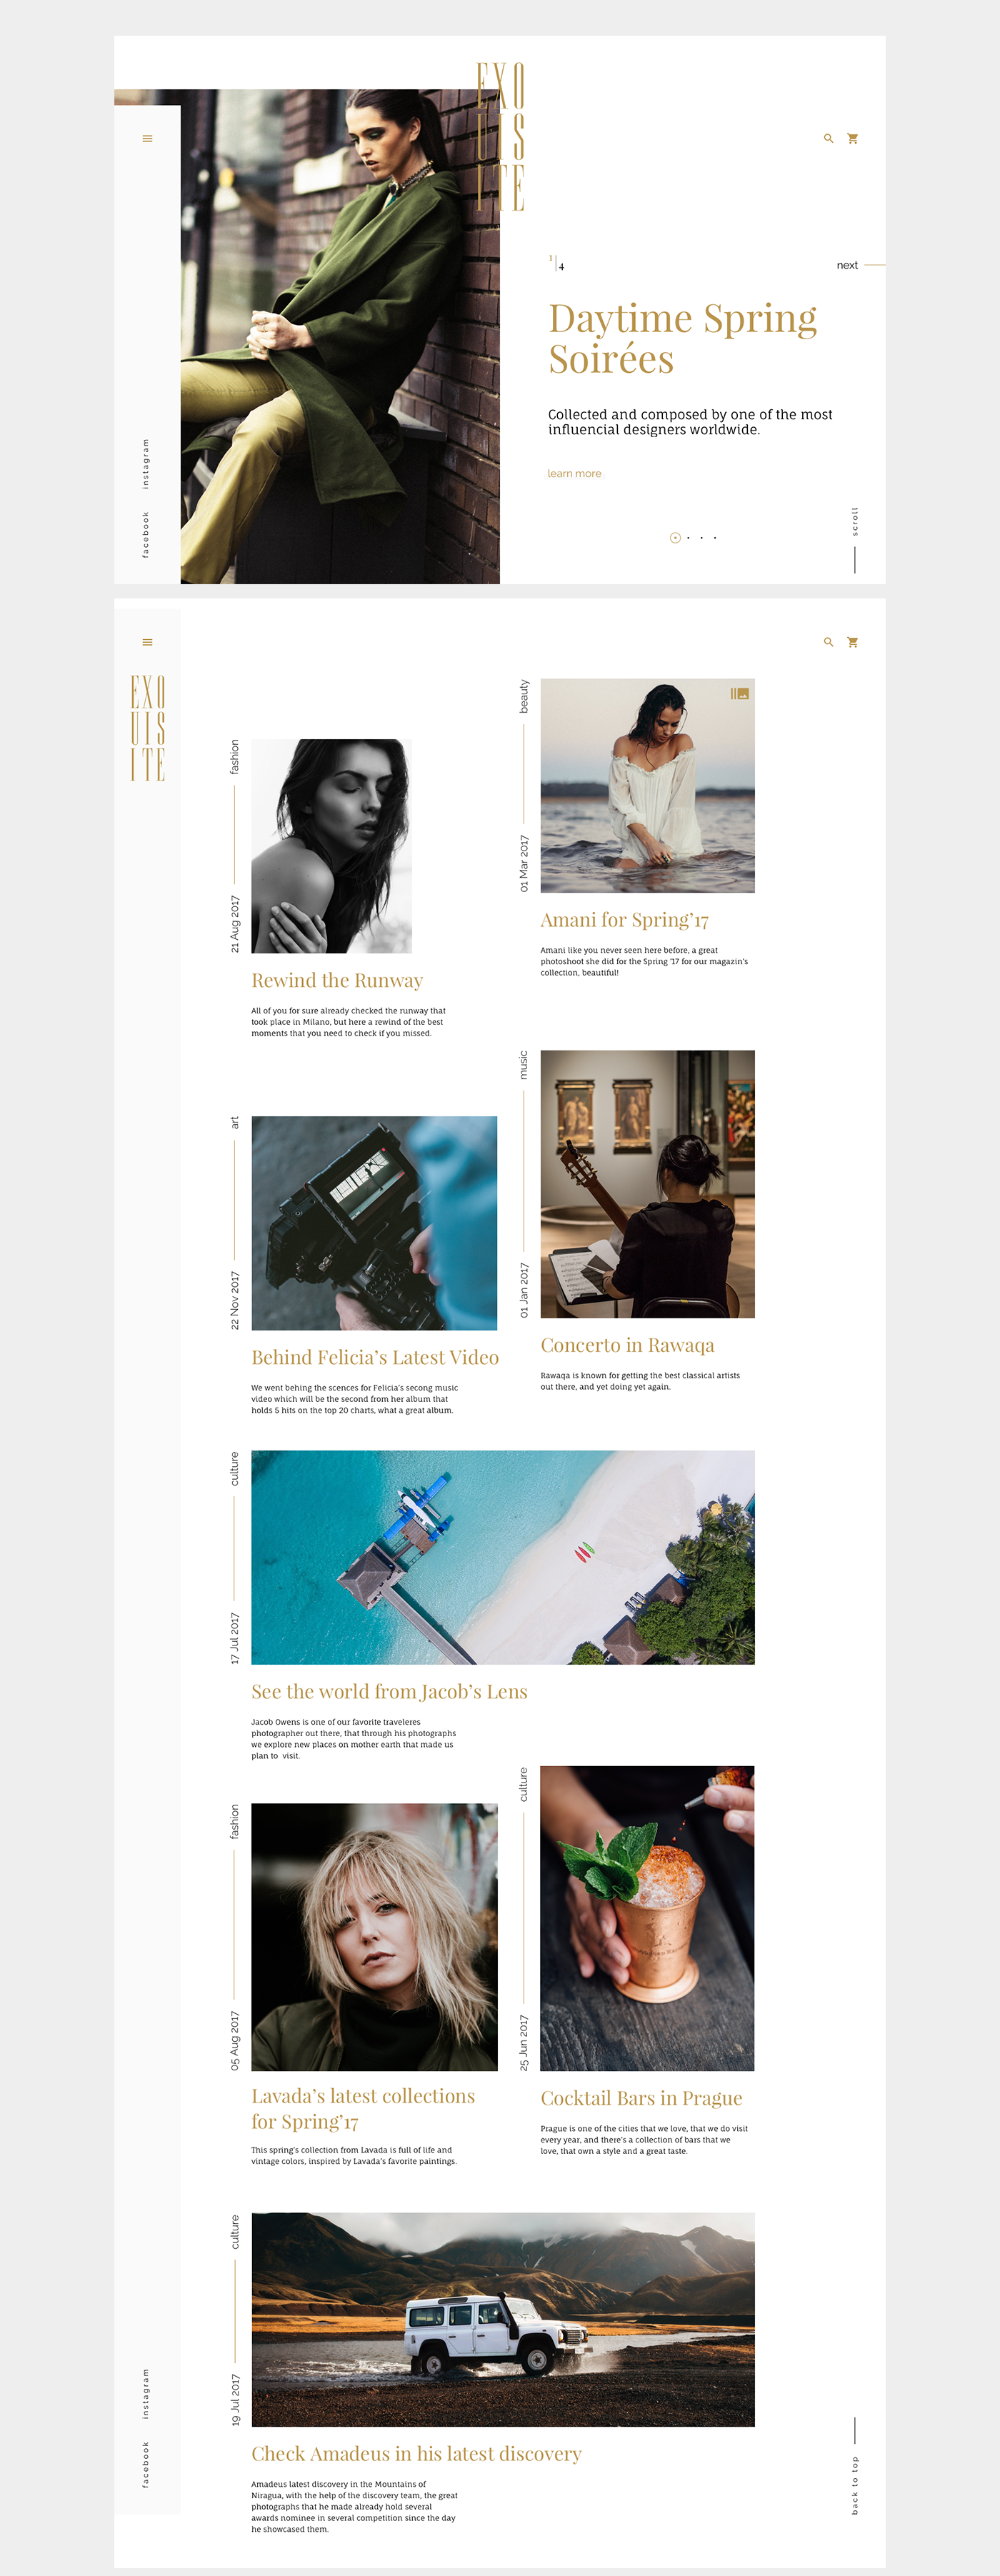 EXO
UIS
ITE
1
4
next
Daytime Spring
Soirées
Collected and composed by one of the most
influencial designers worldwide.
learn more
instagram
facebook
scroll
EXO
UIS
ITE
fashion
21 Aug 2017
Rewind the Runway
All of you for sure already checked the runway that
took place in Milano, but here a rewind of the best
moments that you need to check if you missed.
beauty
01 Mar 2017
Amani for Spring’17
Amani like you never seen here before, a great
photoshoot she did for the Spring ’17 for our magazin’s
collection, beautiful!
art
22 Nov 2017
Behind Felicia’s Latest Video
We went behing the scences for Felicia’s secong music
video which will be the second from her album that
holds 5 hits on the top 20 charts, what a great album.
music
01 Jan 2017
Concerto in Rawaqa
Rawaqa is known for getting the best classical artists
out there, and yet doing yet again.
culture
17 Jul 2017
See the world from Jacob’s Lens
Jacob Owens is one of our favorite traveleres
photographer out there, that through his photographs
we explore new places on mother earth that made us
plan to visit.
fashion
05 Aug 2017
Lavada’s latest collections
for Spring’17
This spring’s collection from Lavada is full of life and
vintage colors, inspired by Lavada’s favorite paintings.
culture
25 Jun 2017
Cocktail Bars in Prague
Prague is one of the cities that we love, that we do visit
every year, and there’s a collection of bars that we
love, that own a style and a great taste.
culture
19 Jul 2017
Check Amadeus in his latest discovery
Amadeus latest discovery in the Mountains of
Niragua, with the help of the discovery team, the great
photographs that he made already hold several
awards nominee in several competition since the day
he showcased them.
instagram
facebook
back to top